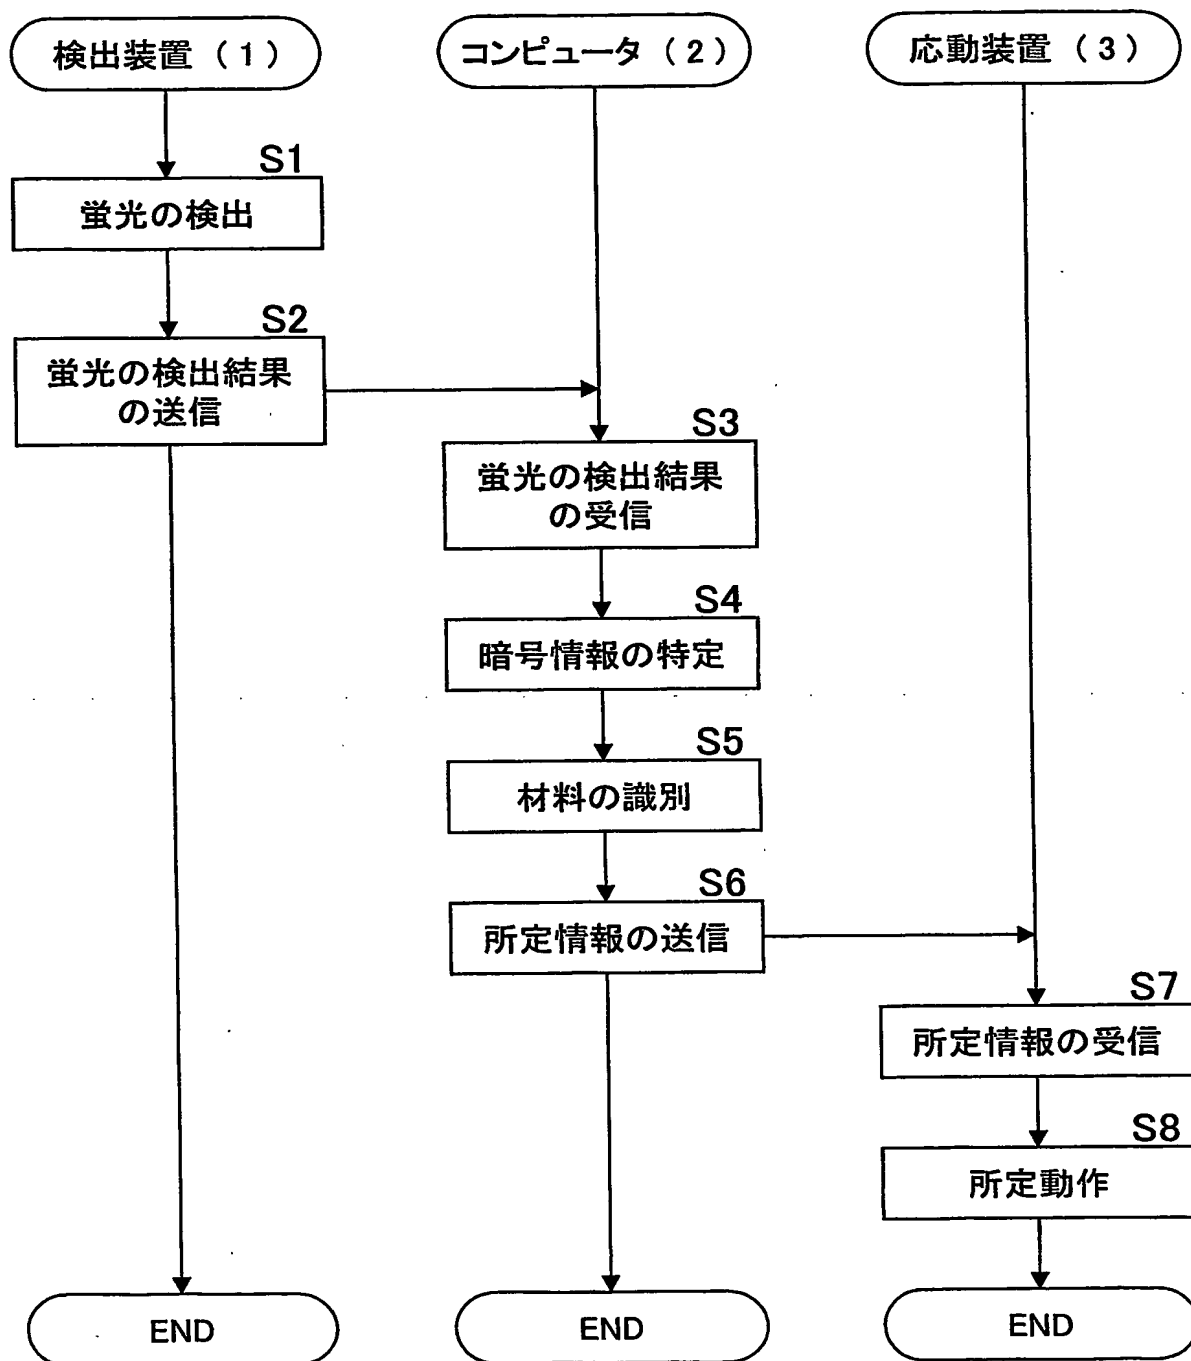 検出装置（1）
コンピュータ（2）
応動装置（3）
S1
蛍光の検出
S2
蛍光の検出結果
の送信
S3
蛍光の検出結果
の受信
S4
暗号情報の特定
S5
材料の識別
S6
所定情報の送信
S7
所定情報の受信
S8
所定動作
END
END
END